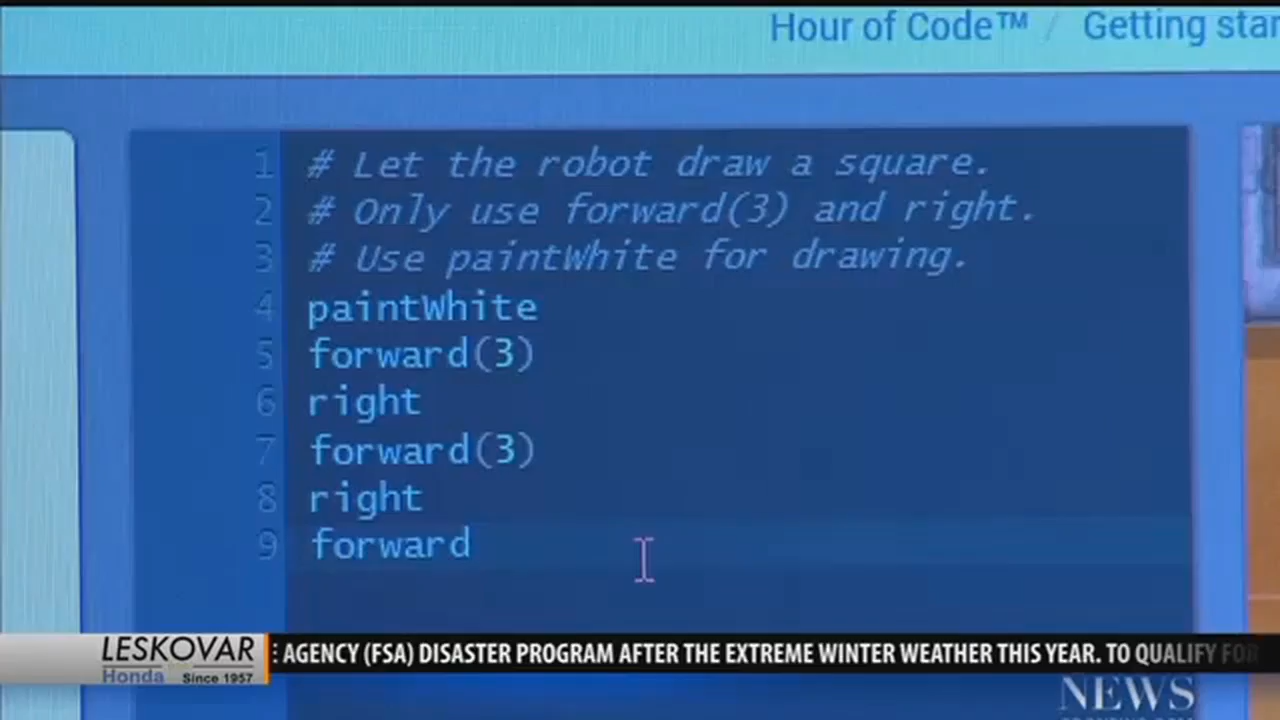 Hour of Code™ / Getting
1 # Let the robot draw a square.
2 # Only use forward(3) and right.
3 # Use paintWhite for drawing.
4 paintWhite
5 forward(3)
6 right
7 forward(3)
8 right
9 forward
LESKOVAR
Honda Since 1957
AGENCY (FSA) DISASTER PROGRAM AFTER THE EXTREME WINTER WEATHER THIS YEAR. TO QUALIFY FOR
NEWS